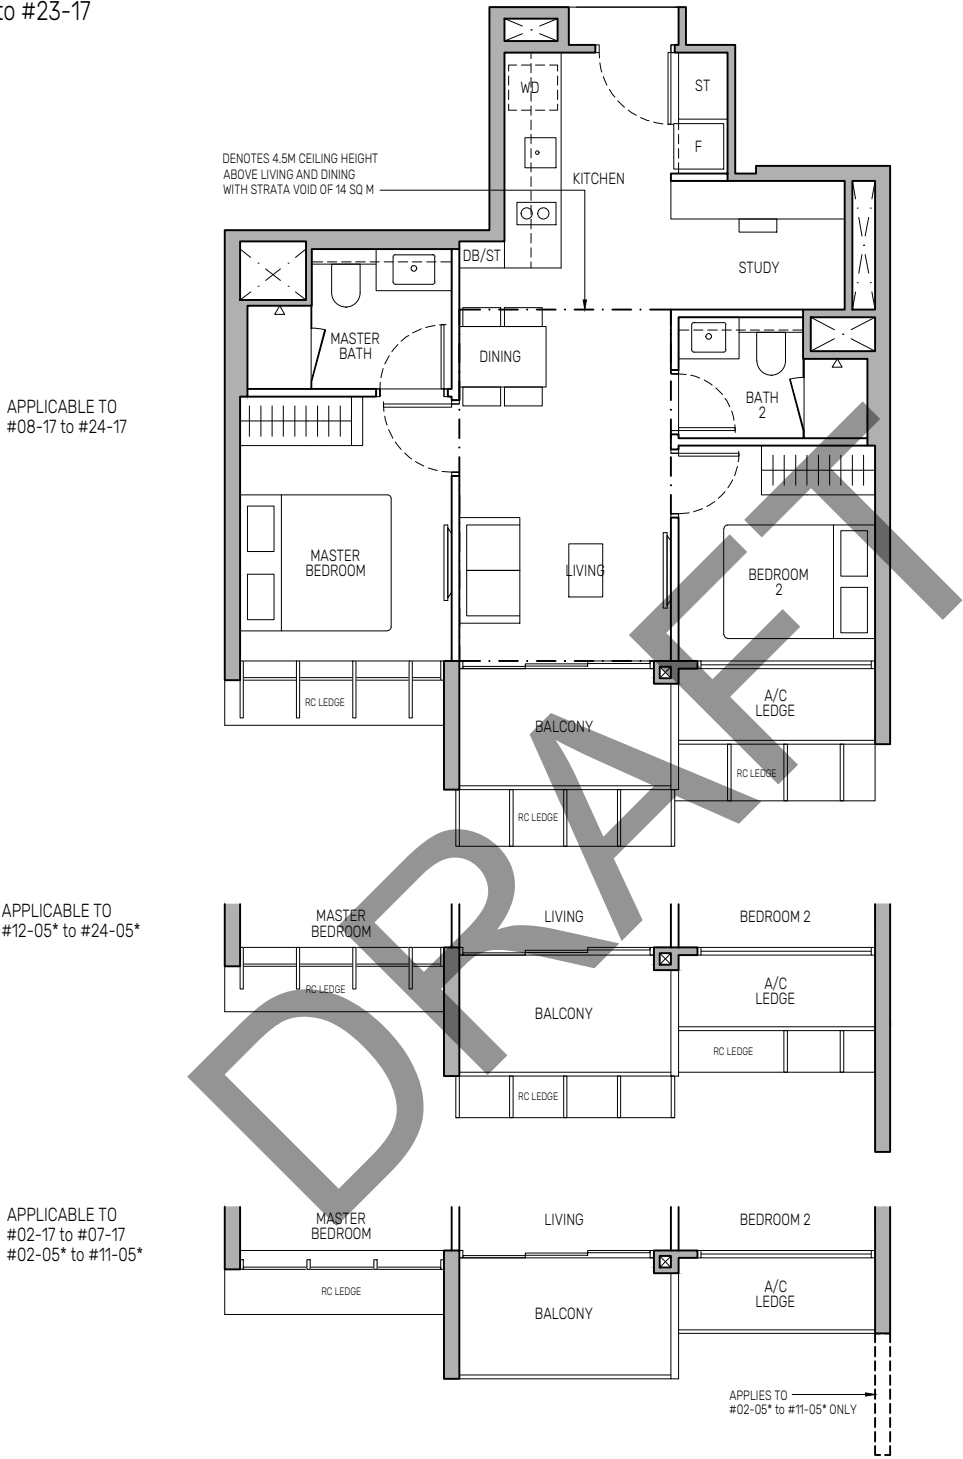 to #23-17
WD
ST
F
DENOTES 4.5M CEILING HEIGHT
ABOVE LIVING AND DINING
WITH STRATA VOID OF 14 SQ M
KITCHEN
DB/ST
STUDY
MASTER
BATH
DINING
BATH
2
APPLICABLE TO
#08-17 to #24-17
MASTER
BEDROOM
LIVING
BEDROOM
2
RC LEDGE
BALCONY
A/C
LEDGE
RC LEDGE
RC LEDGE
APPLICABLE TO
#12-05* to #24-05*
MASTER
BEDROOM
LIVING
BEDROOM 2
RC LEDGE
BALCONY
A/C
LEDGE
RC LEDGE
RC LEDGE
APPLICABLE TO
#02-17 to #07-17
#02-05* to #11-05*
MASTER
BEDROOM
LIVING
BEDROOM 2
RC LEDGE
BALCONY
A/C
LEDGE
APPLIES TO
#02-05* to #11-05* ONLY
DRAFT